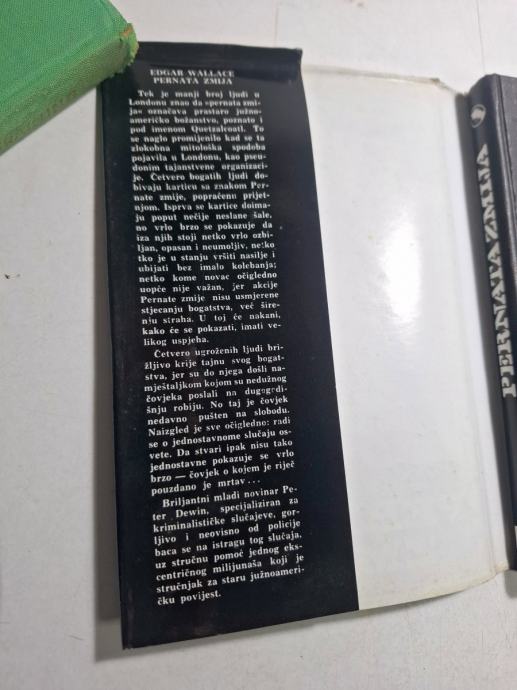 EDGAR WALLACE
PERNATA ZMIJA
Tek je manji broj ljudi u
Londonu znao da »pernata zmi-
ja« označava prastaro južno-
američko božanstvo, poznato i
pod imenom Quetzalcoatl. To
se naglo promijenilo kad se ta
zlokobna mitološka spodoba
pojavila u Londonu, kao pseu-
donim tajanstvene organizaci-
je. Četvero bogatih ljudi do-
bivaju karticu sa znakom Per-
nate zmije, popraćenu prijet-
njom. Isprva se kartice doima-
ju poput nečije neslane šale,
no vrlo brzo se pokazuje da
iza njih stoji netko vrlo ozbi-
ljan, opasan i neumoljiv, netko
tko je u stanju vršiti nasilje i
ubijati bez imalo kolebanja;
netko kome novac očigledno
uopće nije važan, jer akcije
Pernate zmije nisu usmjerene
stjecanju bogatstva, već šire-
nju straha. U toj će nakani,
kako će se pokazati, imati ve-
likog uspjeha.
Četvero ugroženih ljudi bri-
žljivo krije tajnu svog bogat-
stva, jer su do njega došli na-
mještaljkom kojom su nedužnog
čovjeka poslali na dugogodi-
šnju robiju. No taj je čovjek
nedavno pušten na slobodu.
Naizgled je sve očigledno: radi
se o jednostavnome slučaju os-
vete. Da stvari ipak nisu tako
jednostavne pokazuje se vrlo
brzo — čovjek o kojem je riječ
pouzdano je mrtav...
Briljantni mladi novinar Pe-
ter Dewin, specijaliziran za
kriminalističke slučajeve, gor-
ljivo i neovisno od policije
baca se na istragu tog slučaja,
uz stručnu pomoć jednog eks-
centričnog milijunaša koji je
stručnjak za staru južnoameri-
čku povijest.
PERNATA ZMIJA